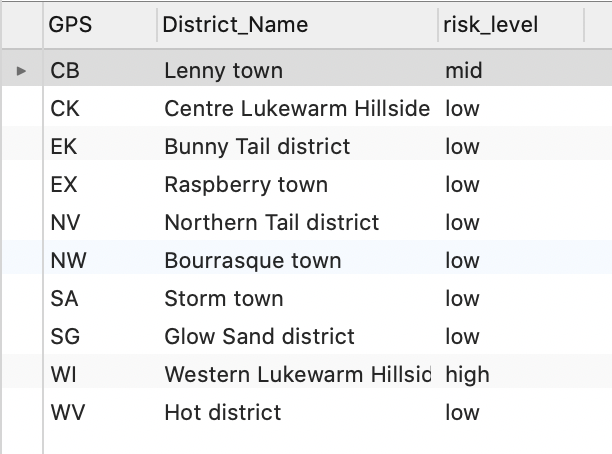 GPS District_Name risk_level
CB Lenny town mid
CK Centre Lukewarm Hillside low
EK Bunny Tail district low
EX Raspberry town low
NV Northern Tail district low
NW Bourrasque town low
SA Storm town low
SG Glow Sand district low
WI Western Lukewarm Hillsid high
WV Hot district low